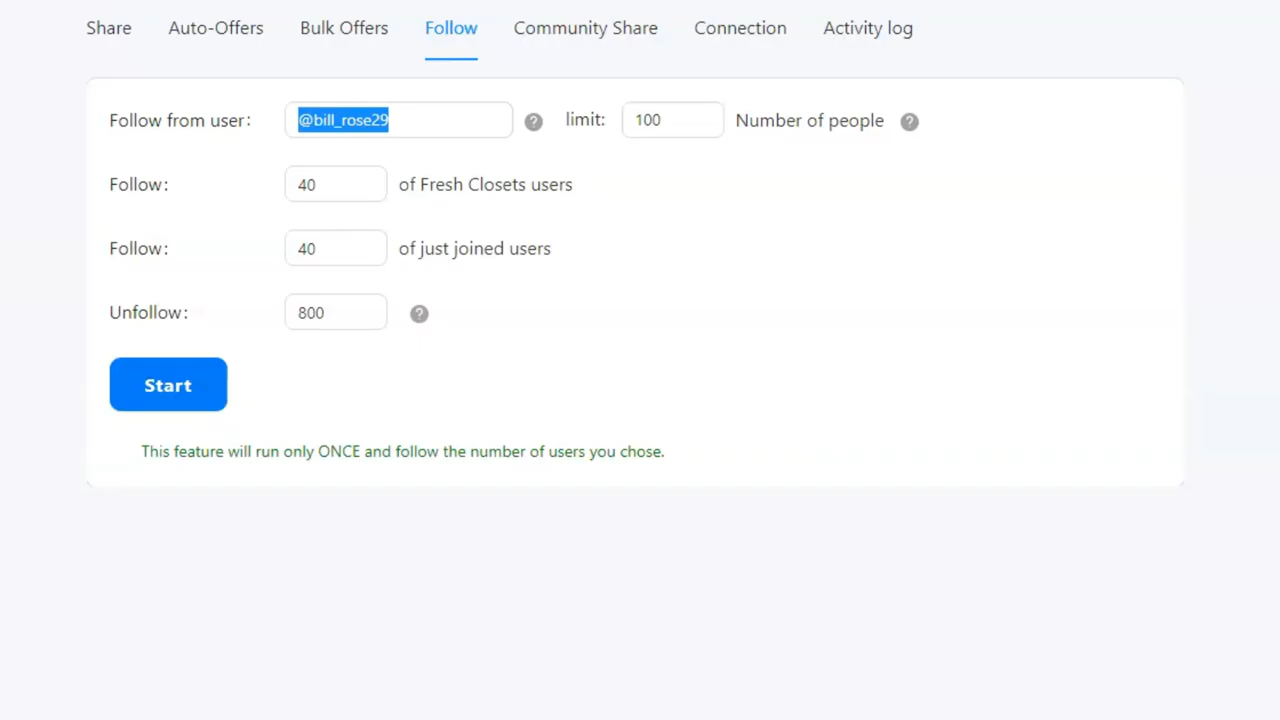 Share Auto-Offers Bulk Offers Follow Community Share Connection Activity log
Follow from user: @bill_rose29 ? limit: 100 Number of people ?
Follow: 40 of Fresh Closets users
Follow: 40 of just joined users
Unfollow: 800 ?
Start
This feature will run only ONCE and follow the number of users you chose.